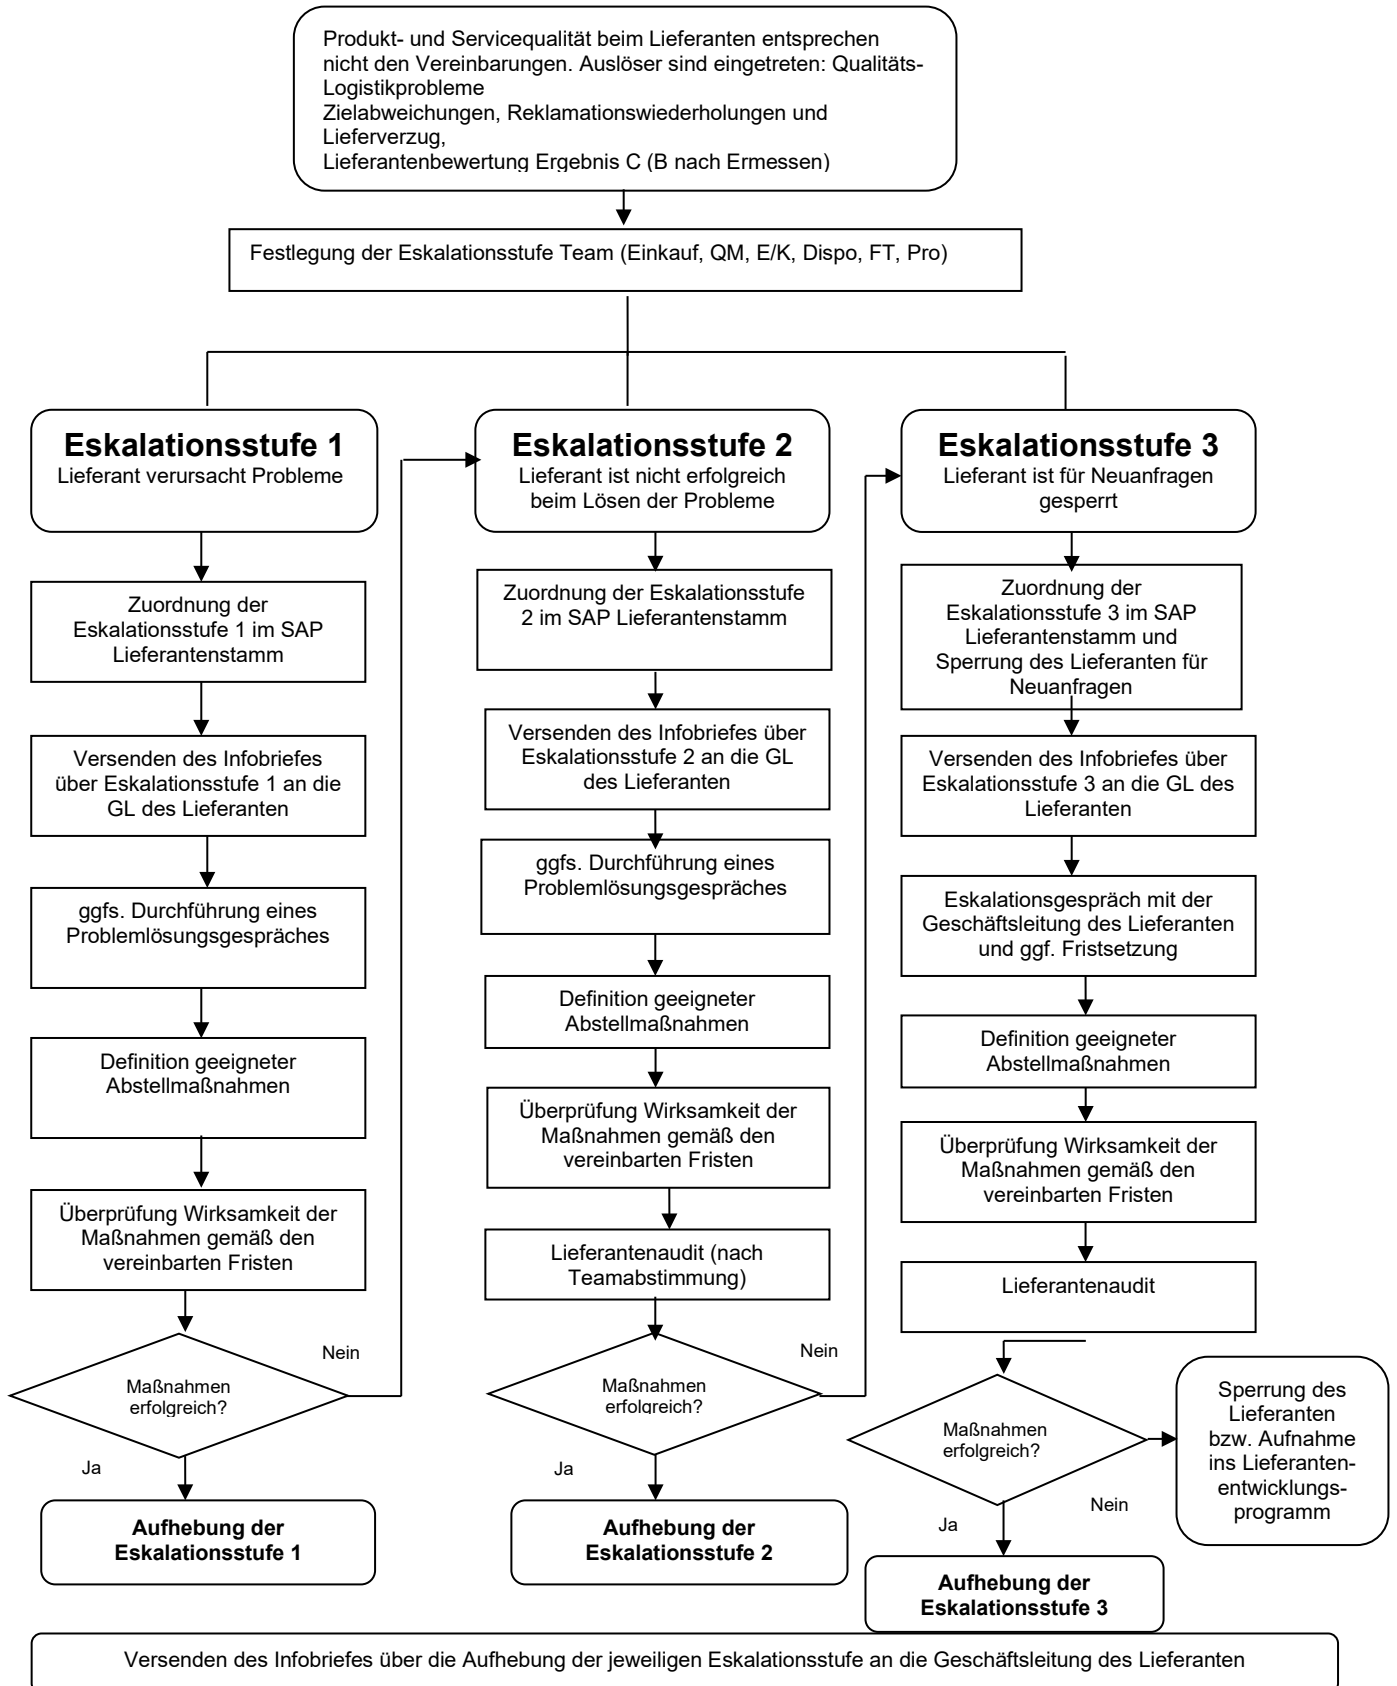 Produkt- und Servicequalität beim Lieferanten entsprechen
nicht den Vereinbarungen. Auslöser sind eingetreten: Qualitäts-
Logistikprobleme
Zielabweichungen, Reklamationswiederholungen und
Lieferverzug,
Lieferantenbewertung Ergebnis C (B nach Ermessen)
Festlegung der Eskalationsstufe Team (Einkauf, QM, E/K, Dispo, FT, Pro)
Eskalationsstufe 1
Lieferant verursacht Probleme
Zuordnung der
Eskalationsstufe 1 im SAP
Lieferantenstamm
Versenden des Infobriefes
über Eskalationsstufe 1 an die
GL des Lieferanten
ggfs. Durchführung eines
Problemlösungsgespräches
Definition geeigneter
Abstellmaßnahmen
Überprüfung Wirksamkeit der
Maßnahmen gemäß den
vereinbarten Fristen
Maßnahmen
erfolgreich?
Nein
Ja
Aufhebung der
Eskalationsstufe 1
Eskalationsstufe 2
Lieferant ist nicht erfolgreich
beim Lösen der Probleme
Zuordnung der Eskalationsstufe
2 im SAP Lieferantenstamm
Versenden des Infobriefes über
Eskalationsstufe 2 an die GL
des Lieferanten
ggfs. Durchführung eines
Problemlösungsgespräches
Definition geeigneter
Abstellmaßnahmen
Überprüfung Wirksamkeit der
Maßnahmen gemäß den
vereinbarten Fristen
Lieferantenaudit (nach
Teamabstimmung)
Maßnahmen
erfolgreich?
Nein
Ja
Aufhebung der
Eskalationsstufe 2
Eskalationsstufe 3
Lieferant ist für Neuanfragen
gesperrt
Zuordnung der
Eskalationsstufe 3 im SAP
Lieferantenstamm und
Sperrung des Lieferanten für
Neuanfragen
Versenden des Infobriefes über
Eskalationsstufe 3 an die GL des
Lieferanten
Eskalationsgespräch mit der
Geschäftsleitung des Lieferanten
und ggf. Fristsetzung
Definition geeigneter
Abstellmaßnahmen
Überprüfung Wirksamkeit der
Maßnahmen gemäß den
vereinbarten Fristen
Lieferantenaudit
Maßnahmen
erfolgreich?
Nein
Ja
Sperrung des
Lieferanten
bzw. Aufnahme
ins Lieferanten-
entwicklungs-
programm
Aufhebung der
Eskalationsstufe 3
Versenden des Infobriefes über die Aufhebung der jeweiligen Eskalationsstufe an die Geschäftsleitung des Lieferanten